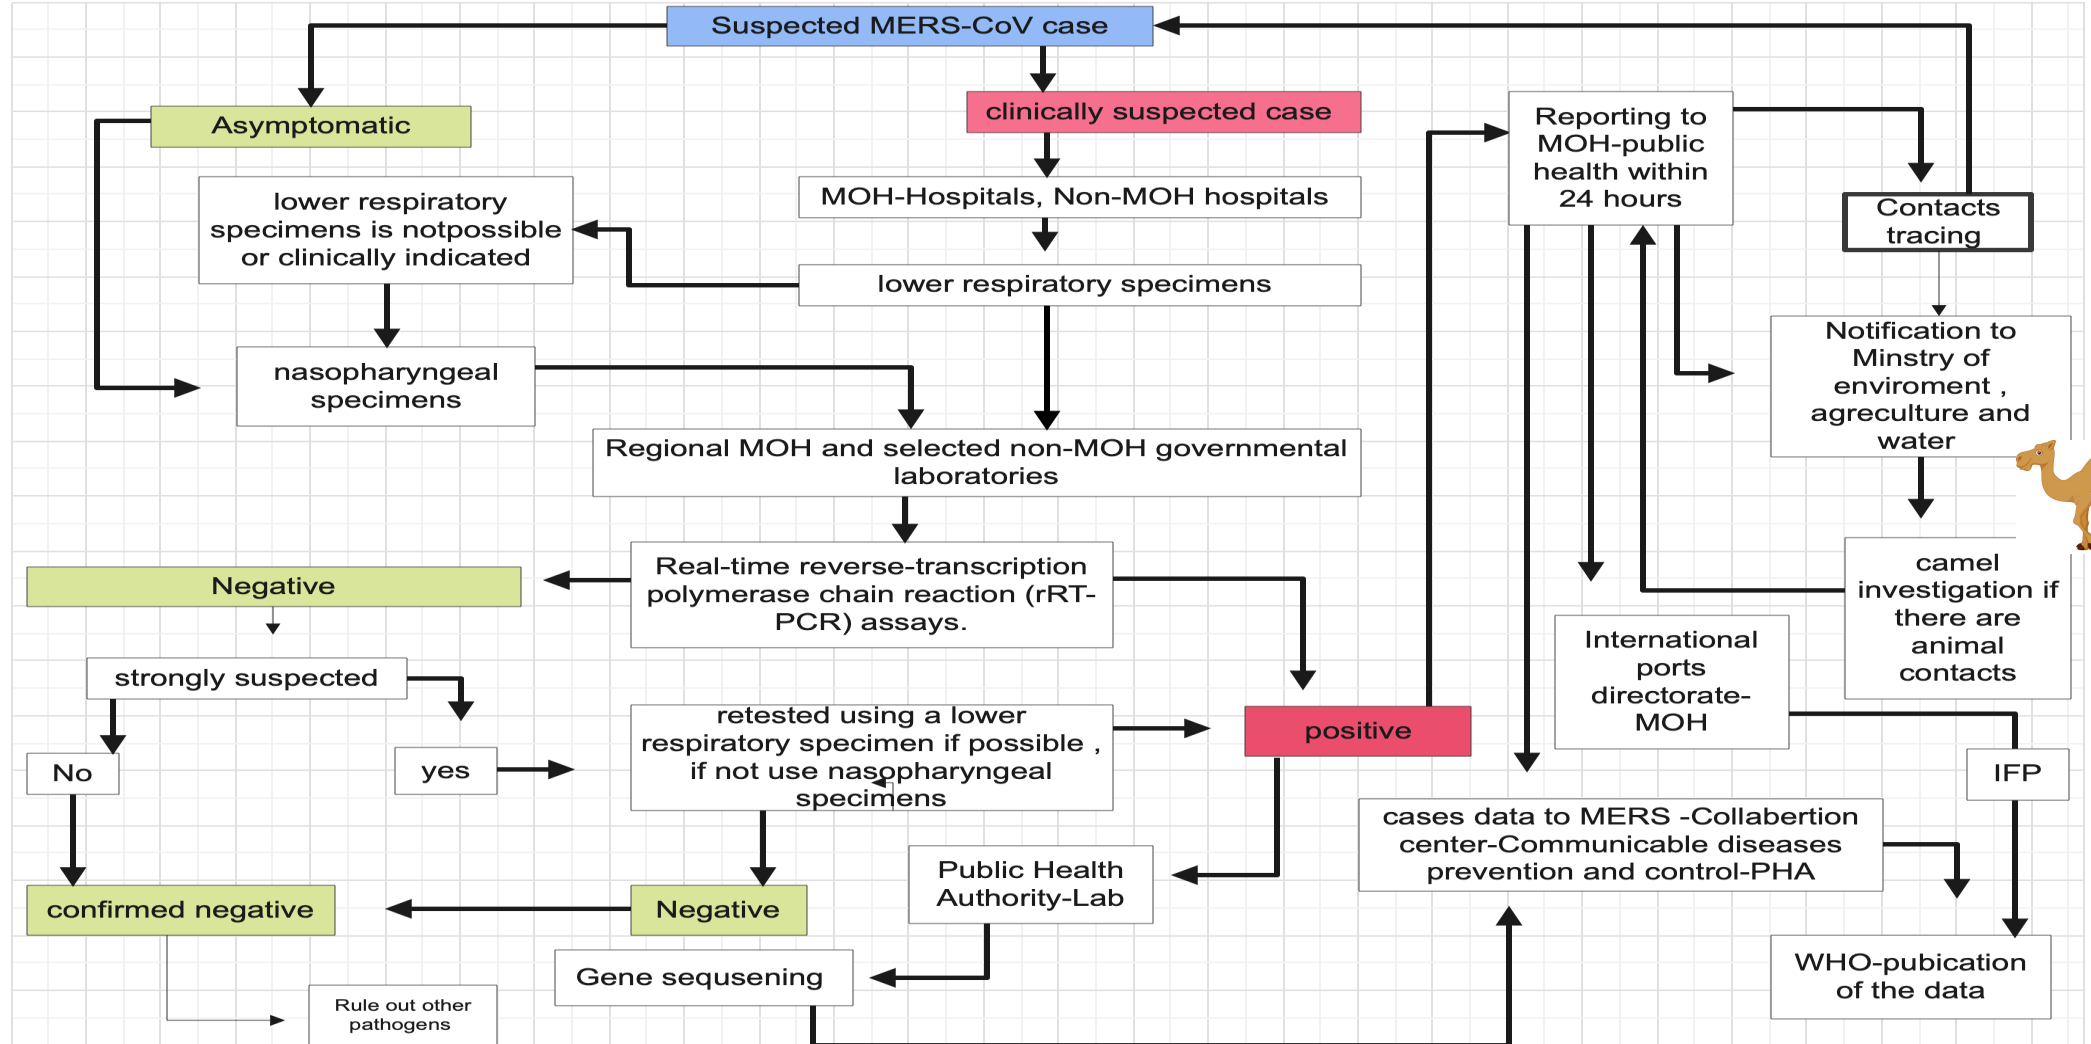 Suspected MERS-CoV case
Asymptomatic
clinically suspected case
MOH-Hospitals, Non-MOH hospitals
lower respiratory
specimens is notpossible
or clinically indicated
lower respiratory specimens
nasopharyngeal
specimens
Regional MOH and selected non-MOH governmental
laboratories
Real-time reverse-transcription
polymerase chain reaction (rRT-
PCR) assays.
Negative
strongly suspected
No
yes
retested using a lower
respiratory specimen if possible ,
if not use nasopharyngeal
specimens
positive
Public Health
Authority-Lab
confirmed negative
Negative
Gene sequsening
Rule out other
pathogens
Reporting to
MOH-public
health within
24 hours
Contacts
tracing
Notification to
Minstry of
enviroment ,
agreculture and
water
camel
investigation if
there are
animal
contacts
International
ports
directorate-
MOH
IFP
cases data to MERS -Collabertion
center-Communicable diseases
prevention and control-PHA
WHO-pubication
of the data